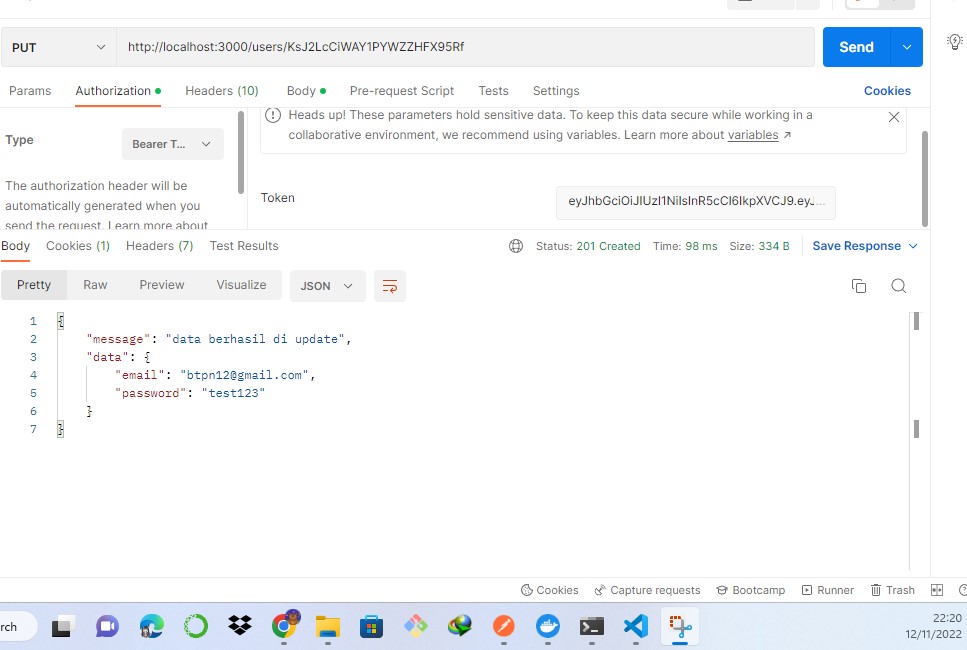 PUT
http://localhost:3000/users/KsJ2LcCiWAY1PYWZZHFX95Rf
Send
Params Authorization Headers (10) Body Pre-request Script Tests Settings Cookies
Heads up! These parameters hold sensitive data. To keep this data secure while working in a
collaborative environment, we recommend using variables. Learn more about variables ↗
Type
Bearer T...
The authorization header will be
automatically generated when you
send the request. Learn more about
Token
eyJhbGciOiJIUzI1NiIsInR5cCI6IkpXVCJ9.eyJ...
Body Cookies (1) Headers (7) Test Results
Status: 201 Created Time: 98 ms Size: 334 B Save Response
Pretty Raw Preview Visualize JSON
1 {
2 "message": "data berhasil di update",
3 "data": {
4 "email": "btpn12@gmail.com",
5 "password": "test123"
6 }
7 }
Cookies Capture requests Bootcamp Runner Trash
rch
22:20
12/11/2022